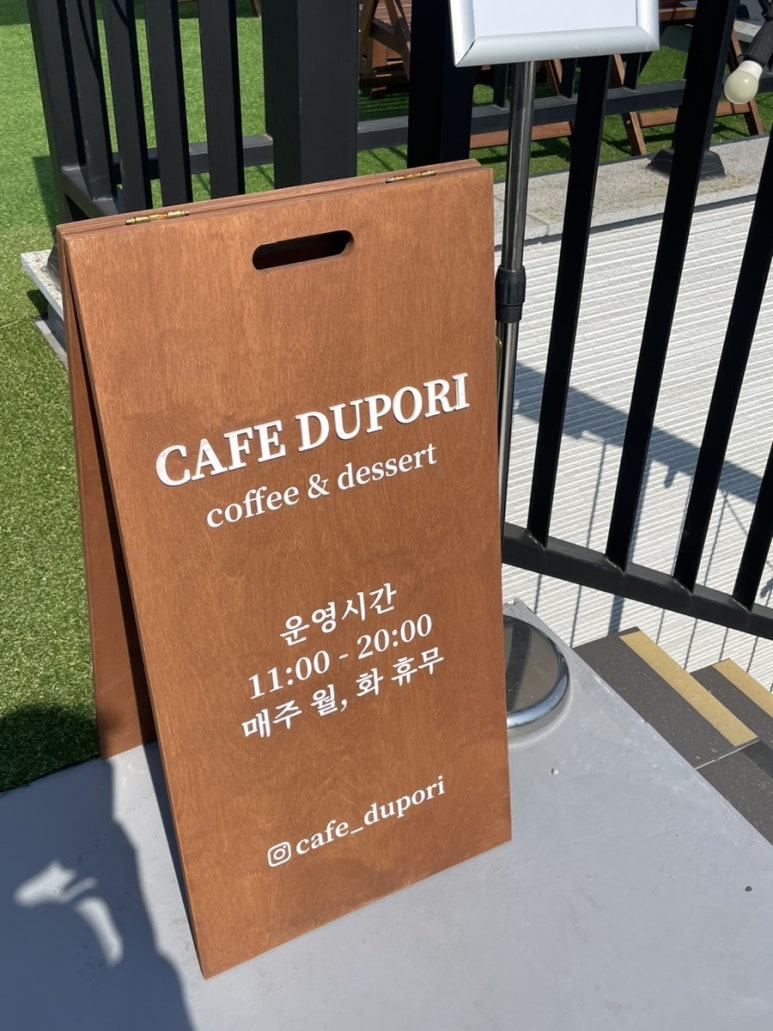 CAFE DUPORI
coffee & dessert
운영시간
11:00 - 20:00
매주 월, 화 휴무
cafe_dupori